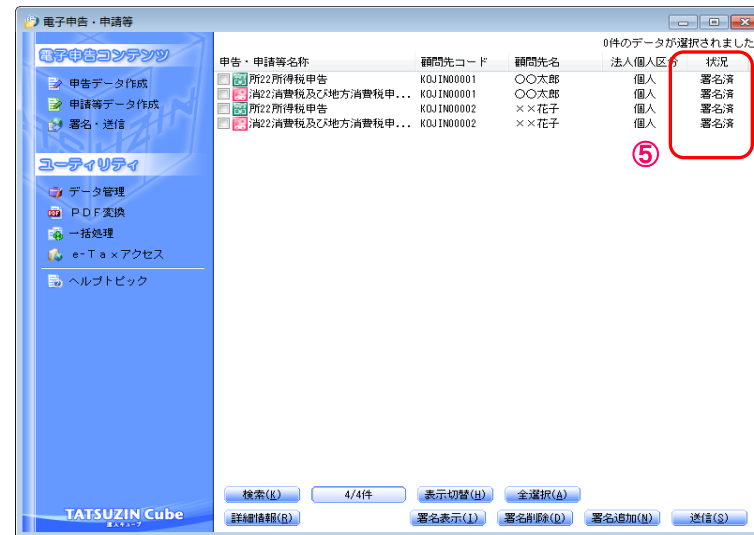 電子申告・申請等
0件のデータが選択されました
電子申告コンテンツ
申告データ作成
申請等データ作成
署名・送信
ユーティリティ
データ管理
PDF変換
一括処理
e-Taxアクセス
ヘルプトピック
TATSUZIN Cube
達人キューブ
申告・申請等名称 顧問先コード 顧問先名 法人個人区分 状況
所22所得税申告 KOJIN00001 〇〇太郎 個人 署名済
消22消費税及び地方消費税申... KOJIN00001 〇〇太郎 個人 署名済
所22所得税申告 KOJIN00002 ××花子 個人 署名済
消22消費税及び地方消費税申... KOJIN00002 ××花子 個人 署名済
⑤
検索(K) 4/4件 表示切替(H) 全選択(A)
詳細情報(R) 署名表示(I) 署名削除(D) 署名追加(N) 送信(S)